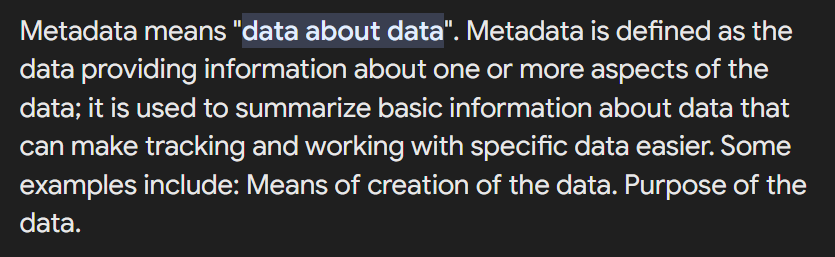 Metadata means "data about data". Metadata is defined as the
data providing information about one or more aspects of the
data; it is used to summarize basic information about data that
can make tracking and working with specific data easier. Some
examples include: Means of creation of the data. Purpose of the
data.